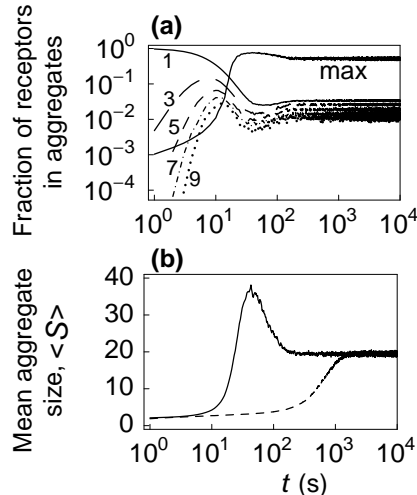 (a)
Fraction of receptors
in aggregates
10^0
10^-1
10^-2
10^-3
10^-4
1
3
5
7
9
max
10^0 10^1 10^2 10^3 10^4
(b)
Mean aggregate
size, <S>
40
30
20
10
0
10^0 10^1 10^2 10^3 10^4
t (s)